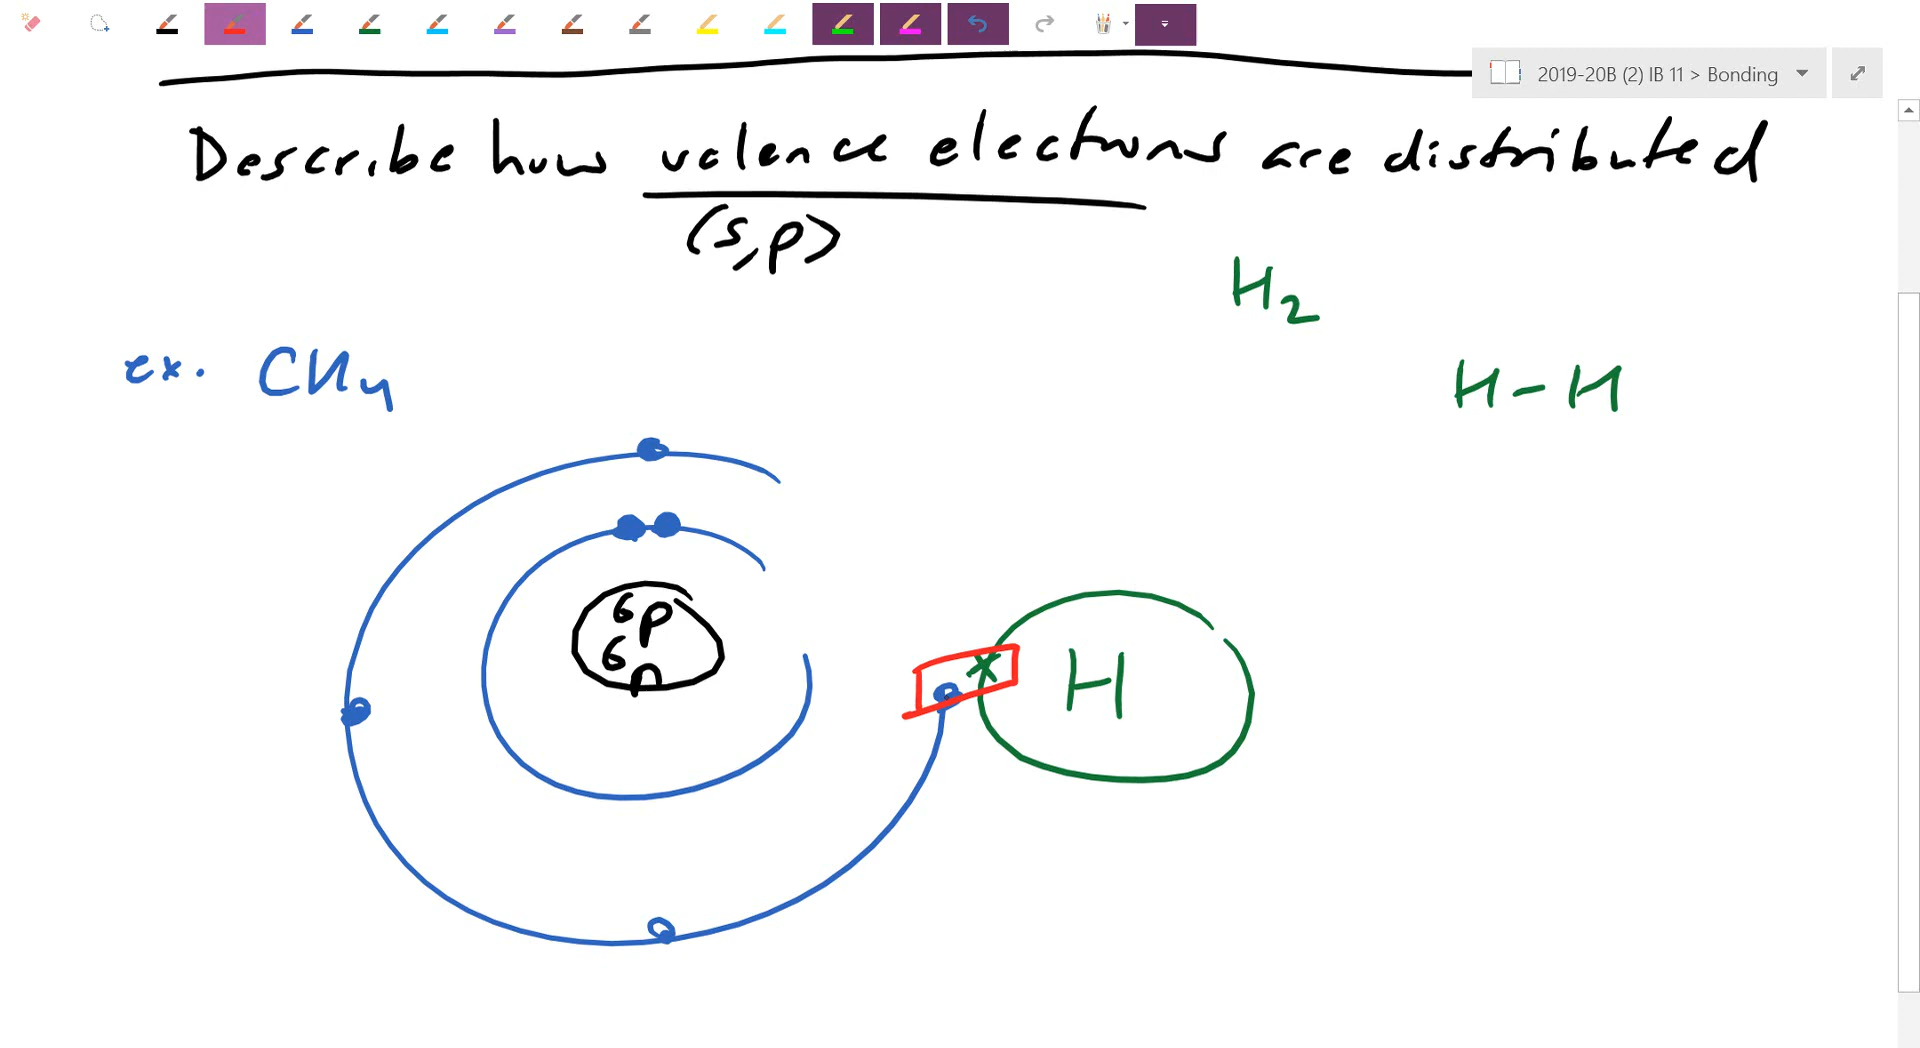 2019-20B (2) IB 11 > Bonding
Describe how valence electrons are distributed
(s,p)
H₂
ex. CH₄
H-H
6p
6n
H